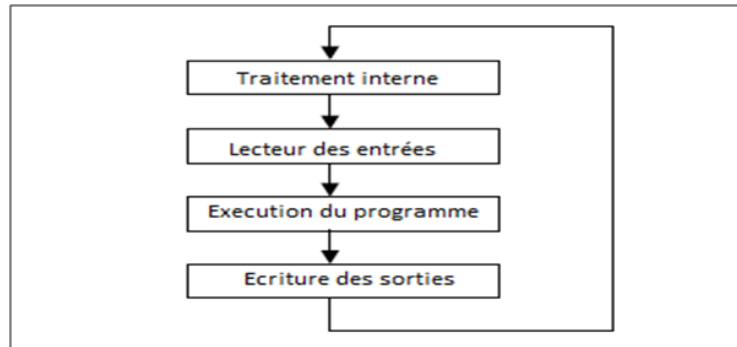 Traitement interne
Lecteur des entrées
Execution du programme
Ecriture des sorties